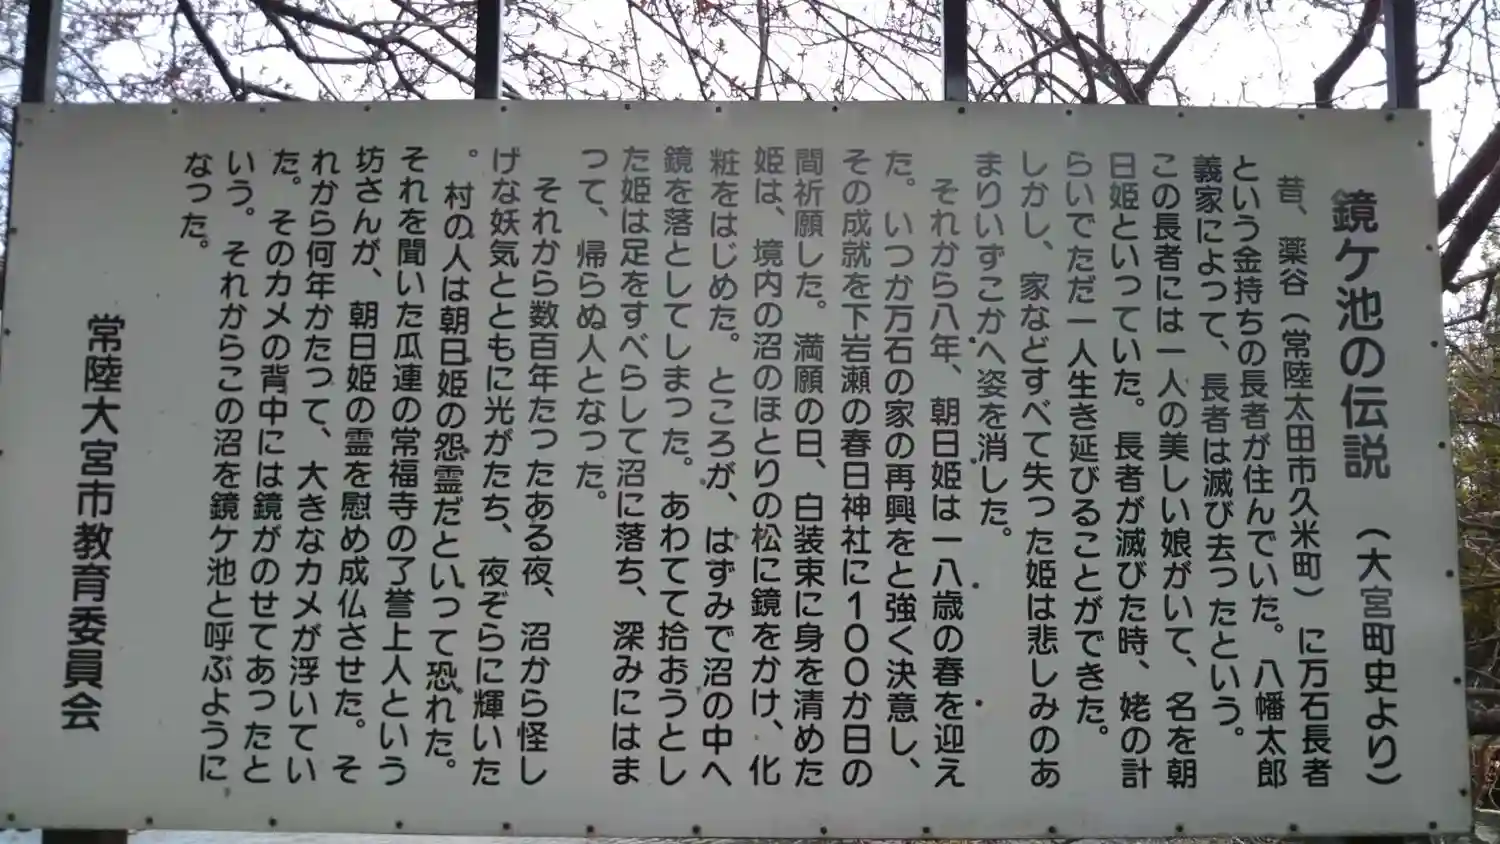 鏡ケ池の伝説 (大宮町史より)
昔、薬谷(常陸太田市久米町)に万石長者
という金持ちの長者が住んでいた。八幡太郎
義家によって、長者は滅び去ったという。
この長者には一人の美しい娘がいて、名を朝
日姫といっていた。長者が滅びた時、姥の計
らいでただ一人生き延びることができた。
しかし、家などすべて失った姫は悲しみのあ
まりいずこかへ姿を消した。
それから八年、朝日姫は一八歳の春を迎え
た。いつか万石の家の再興をと強く決意し、
その成就を下岩瀬の春日神社に100か日の
間祈願した。満願の日、白装束に身を清めた
姫は、境内の沼のほとりの松に鏡をかけ、化
粧をはじめた。ところが、はずみで沼の中へ
鏡を落としてしまった。あわてて拾おうとし
た姫は足をすべらして沼に落ち、深みにはま
って、帰らぬ人となった。
それから数百年たったある夜、沼から怪し
げな妖気とともに光がたち、夜ぞらに輝いた
。村の人は朝日姫の怨霊だといって恐れた。
それを聞いた瓜連の常福寺の了誉上人という
坊さんが、朝日姫の霊を慰め成仏させた。そ
れから何年かたって、大きなカメが浮いてい
た。そのカメの背中には鏡がのせてあったと
いう。それからこの沼を鏡ケ池と呼ぶように
なった。
常陸大宮市教育委員会